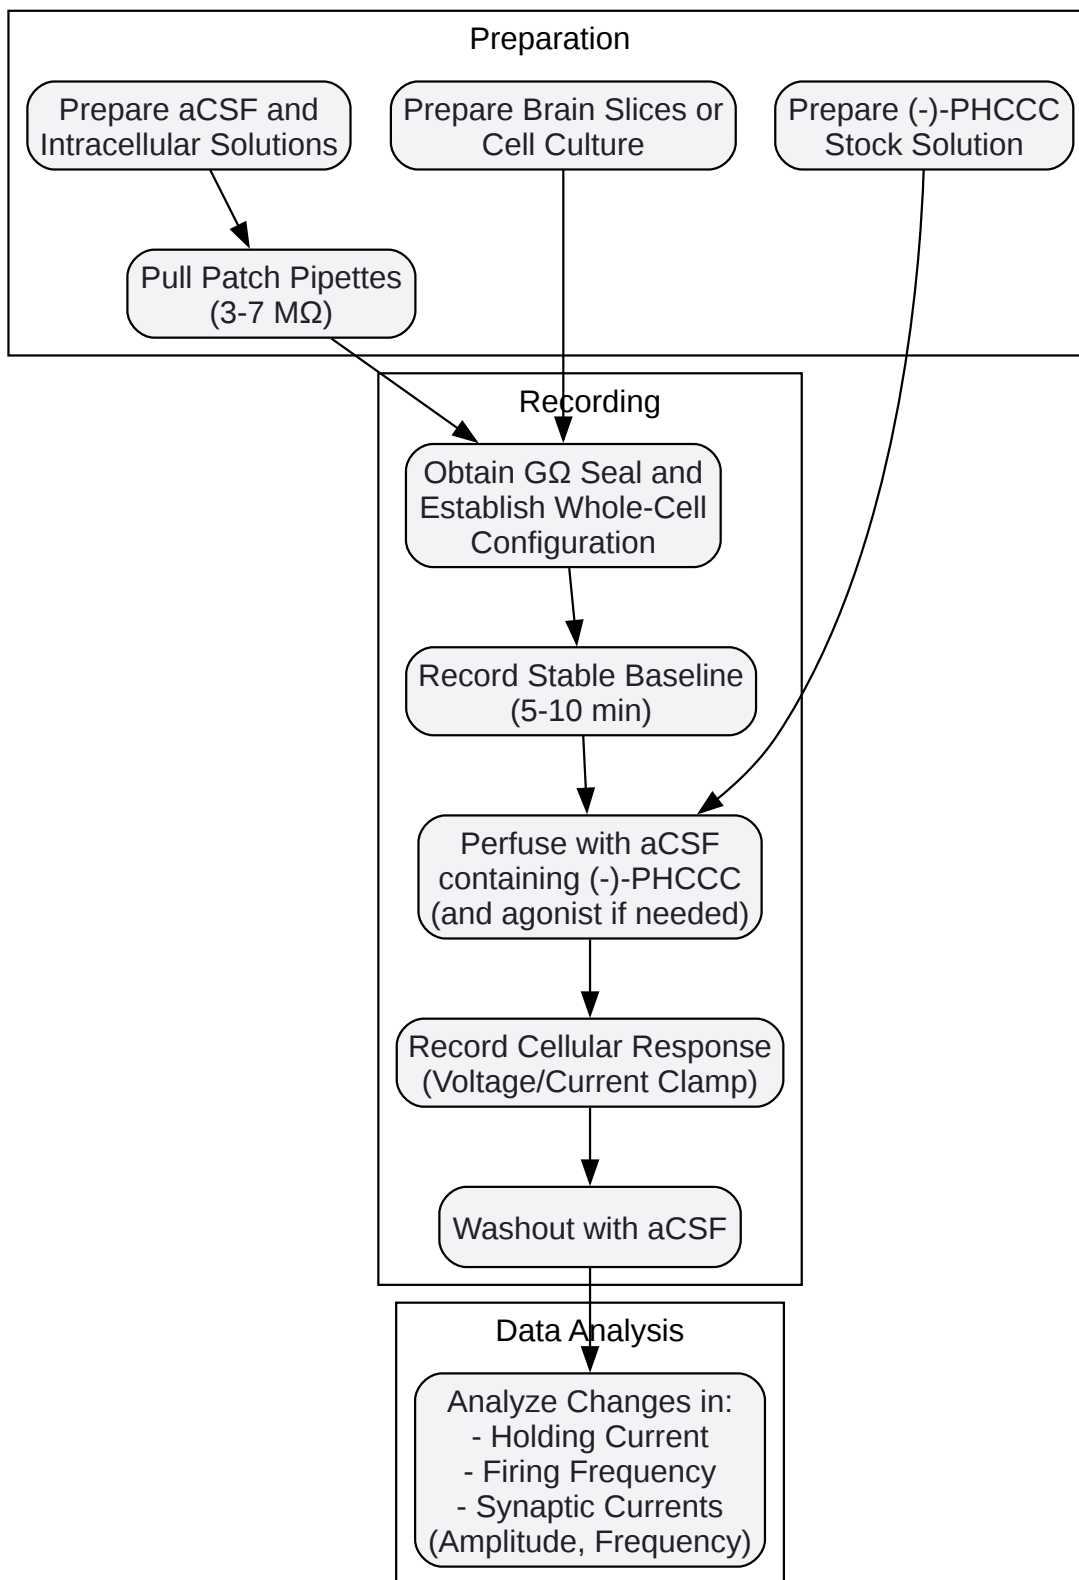 Preparation
Prepare aCSF and
Intracellular Solutions
Prepare Brain Slices or
Cell Culture
Prepare (-)-PHCCC
Stock Solution
Pull Patch Pipettes
(3-7 MΩ)
Recording
Obtain GΩ Seal and
Establish Whole-Cell
Configuration
Record Stable Baseline
(5-10 min)
Perfuse with aCSF
containing (-)-PHCCC
(and agonist if needed)
Record Cellular Response
(Voltage/Current Clamp)
Washout with aCSF
Data Analysis
Analyze Changes in:
- Holding Current
- Firing Frequency
- Synaptic Currents
(Amplitude, Frequency)